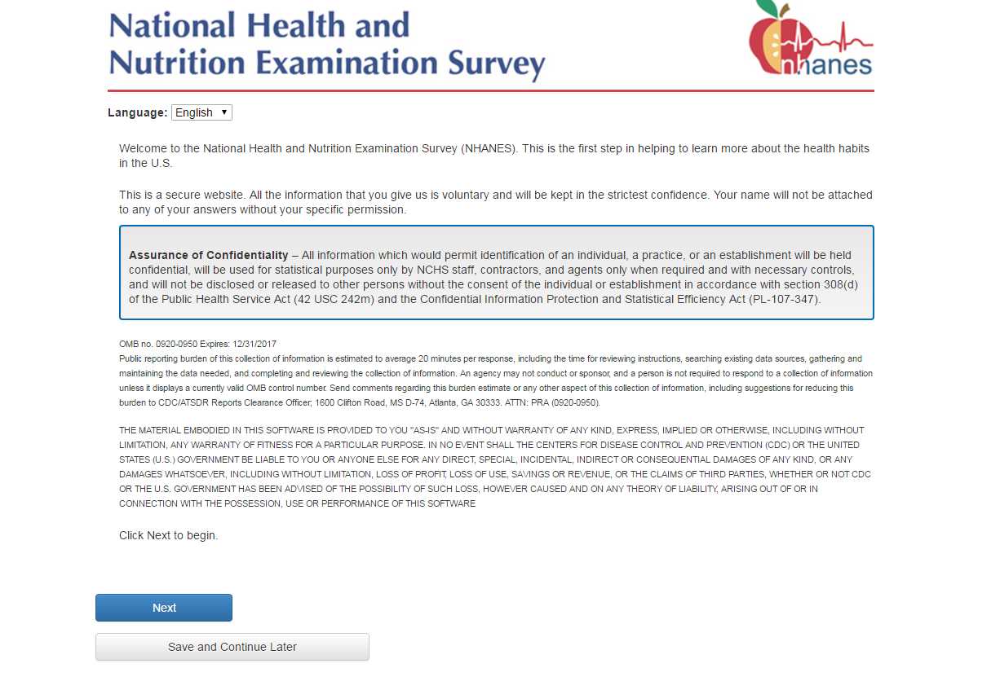 National Health and
Nutrition Examination Survey
nhanes
Language: English
Welcome to the National Health and Nutrition Examination Survey (NHANES). This is the first step in helping to learn more about the health habits
in the U.S.
This is a secure website. All the information that you give us is voluntary and will be kept in the strictest confidence. Your name will not be attached
to any of your answers without your specific permission.
Assurance of Confidentiality – All information which would permit identification of an individual, a practice, or an establishment will be held
confidential, will be used for statistical purposes only by NCHS staff, contractors, and agents only when required and with necessary controls,
and will not be disclosed or released to other persons without the consent of the individual or establishment in accordance with section 308(d)
of the Public Health Service Act (42 USC 242m) and the Confidential Information Protection and Statistical Efficiency Act (PL-107-347).
OMB no. 0920-0950 Expires: 12/31/2017
Public reporting burden of this collection of information is estimated to average 20 minutes per response, including the time for reviewing instructions, searching existing data sources, gathering and
maintaining the data needed, and completing and reviewing the collection of information. An agency may not conduct or sponsor, and a person is not required to respond to a collection of information
unless it displays a currently valid OMB control number. Send comments regarding this burden estimate or any other aspect of this collection of information, including suggestions for reducing this
burden to CDC/ATSDR Reports Clearance Officer; 1600 Clifton Road, MS D-74, Atlanta, GA 30333. ATTN: PRA (0920-0950).
THE MATERIAL EMBODIED IN THIS SOFTWARE IS PROVIDED TO YOU "AS-IS" AND WITHOUT WARRANTY OF ANY KIND, EXPRESS, IMPLIED OR OTHERWISE, INCLUDING WITHOUT
LIMITATION, ANY WARRANTY OF FITNESS FOR A PARTICULAR PURPOSE. IN NO EVENT SHALL THE CENTERS FOR DISEASE CONTROL AND PREVENTION (CDC) OR THE UNITED
STATES (U.S.) GOVERNMENT BE LIABLE TO YOU OR ANYONE ELSE FOR ANY DIRECT, SPECIAL, INCIDENTAL, INDIRECT OR CONSEQUENTIAL DAMAGES OF ANY KIND, OR ANY
DAMAGES WHATSOEVER, INCLUDING WITHOUT LIMITATION, LOSS OF PROFIT, LOSS OF USE, SAVINGS OR REVENUE, OR THE CLAIMS OF THIRD PARTIES, WHETHER OR NOT CDC
OR THE U.S. GOVERNMENT HAS BEEN ADVISED OF THE POSSIBILITY OF SUCH LOSS, HOWEVER CAUSED AND ON ANY THEORY OF LIABILITY, ARISING OUT OF OR IN
CONNECTION WITH THE POSSESSION, USE OR PERFORMANCE OF THIS SOFTWARE
Click Next to begin.
Next
Save and Continue Later